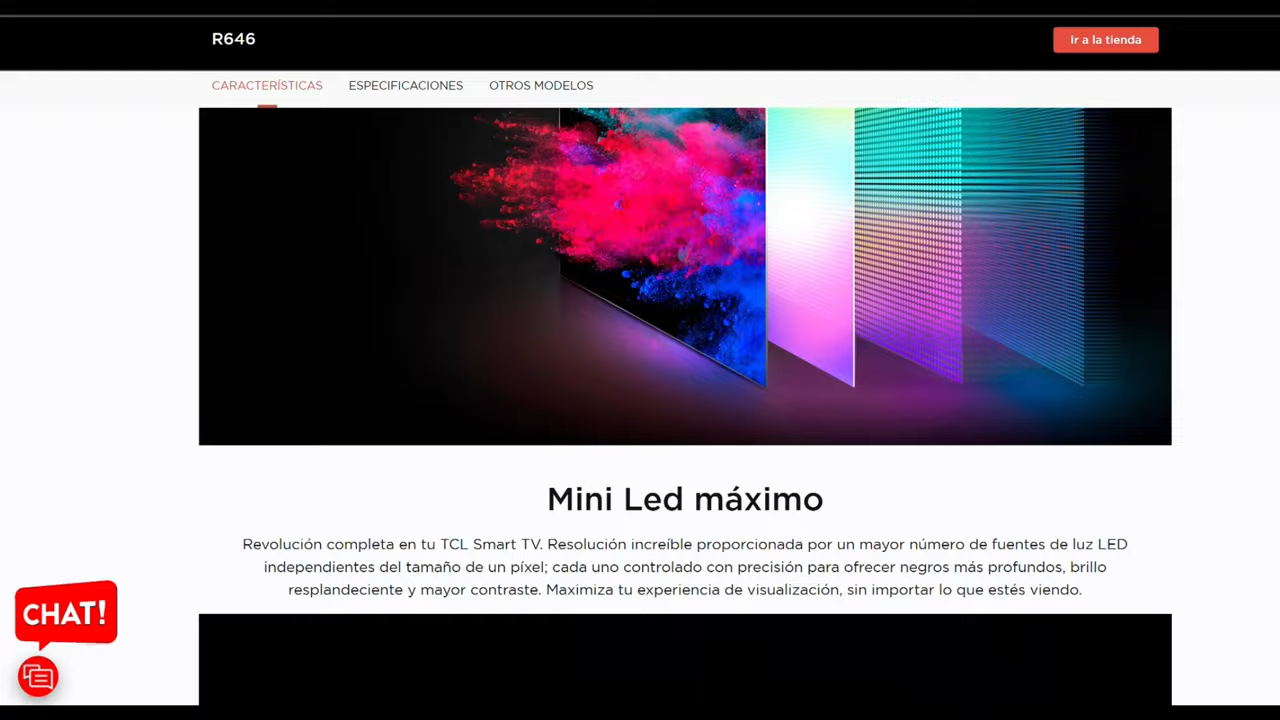 R646
Ir a la tienda
CARACTERÍSTICAS
ESPECIFICACIONES
OTROS MODELOS
Mini Led máximo
Revolución completa en tu TCL Smart TV. Resolución increíble proporcionada por un mayor número de fuentes de luz LED
independientes del tamaño de un píxel; cada uno controlado con precisión para ofrecer negros más profundos, brillo
resplandeciente y mayor contraste. Maximiza tu experiencia de visualización, sin importar lo que estés viendo.
CHAT!